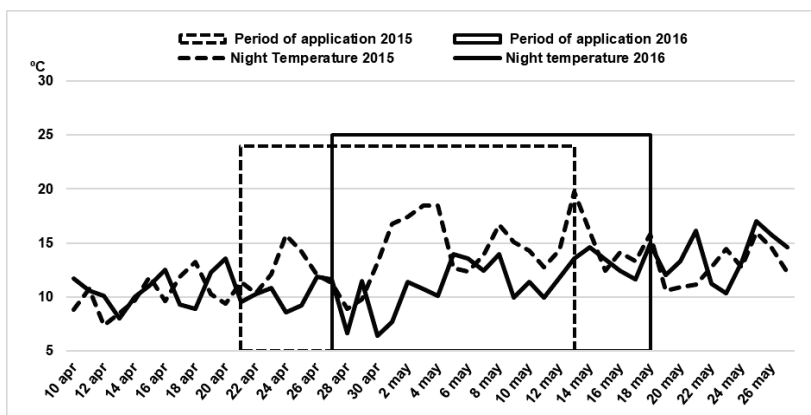 Period of application 2015 Period of application 2016
Night Temperature 2015 Night temperature 2016
ºC
30
25
20
15
10
5
10 apr 12 apr 14 apr 16 apr 18 apr 20 apr 22 apr 24 apr 26 apr 28 apr 30 apr 2 may 4 may 6 may 8 may 10 may 12 may 14 may 16 may 18 may 20 may 22 may 24 may 26 may